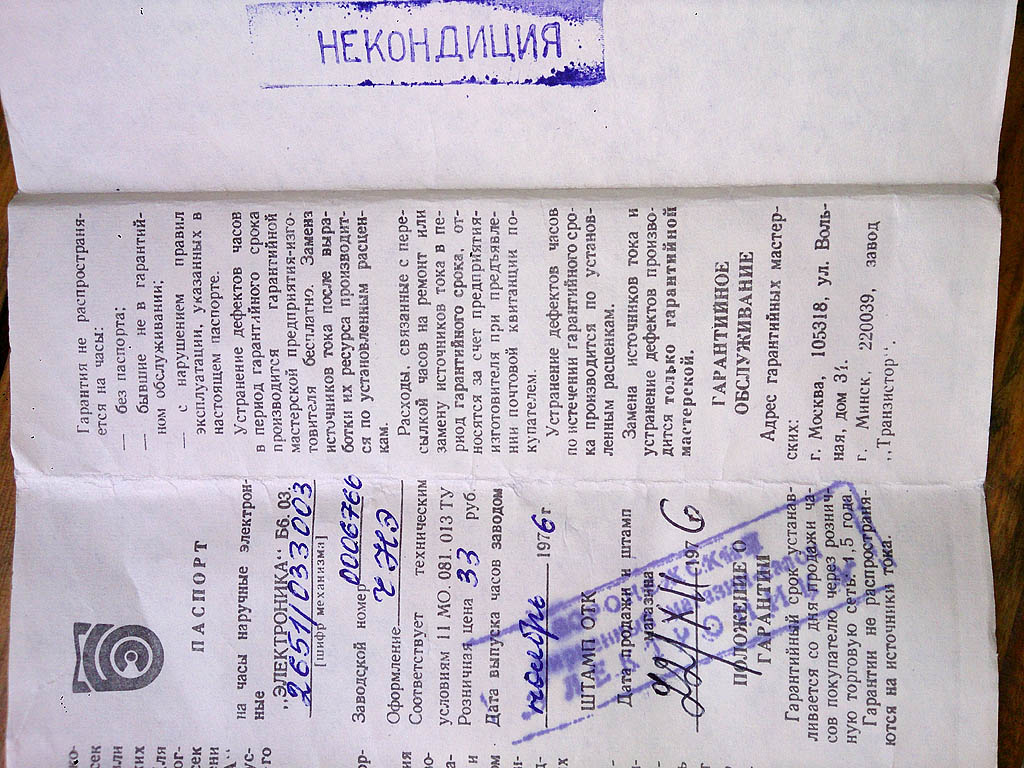 ПАСПОРТ
на часы наручные электрон-
ные
„ЭЛЕКТРОНИКА“ Б6. 03.
2651/033003
[шифр механизма]
Заводской номер 0006766
Оформление ЧНЭ
Соответствует техническим
условиям 11 МО. 081. 013 ТУ
Розничная цена 33 руб.
Дата выпуска часов заводом
ноябрь 1976 г
ШТАМП ОТК
Дата продажи и штамп
магазина
22/XII 1976
ПОЛОЖЕНИЕ О
ГАРАНТИИ
Гарантийный срок устанав-
ливается со дня продажи ча-
сов покупателю через рознич-
ную торговую сеть. 1,5 года.
Гарантии не распространя-
ются на источники тока.
Гарантия не распространя-
ется на часы:
— без паспорта;
— бывшие не в гарантий-
ном обслуживании;
— с нарушением правил
эксплуатации, указанных в
настоящем паспорте.
Устранение дефектов часов
в период гарантийного срока
производится гарантийной
мастерской предприятия-изго-
товителя бесплатно. Замена
источников тока после выра-
ботки их ресурса производит-
ся по установленным расцен-
кам.
Расходы, связанные с пере-
сылкой часов на ремонт или
замену источников тока в пе-
риод гарантийного срока, от-
носятся за счет предприятия-
изготовителя при предъявле-
нии почтовой квитанции по-
купателем.
Устранение дефектов часов
по истечении гарантийного сро-
ка производится по установ-
ленным расценкам.
Замена источников тока и
устранение дефектов произво-
дится только гарантийной
мастерской.
ГАРАНТИЙНОЕ
ОБСЛУЖИВАНИЕ
Адрес гарантийных мастер-
ских:
г. Москва, 105318, ул. Воль-
ная, дом 31.
г. Минск, 220039, завод
„Транзистор“.
НЕКОНДИЦИЯ